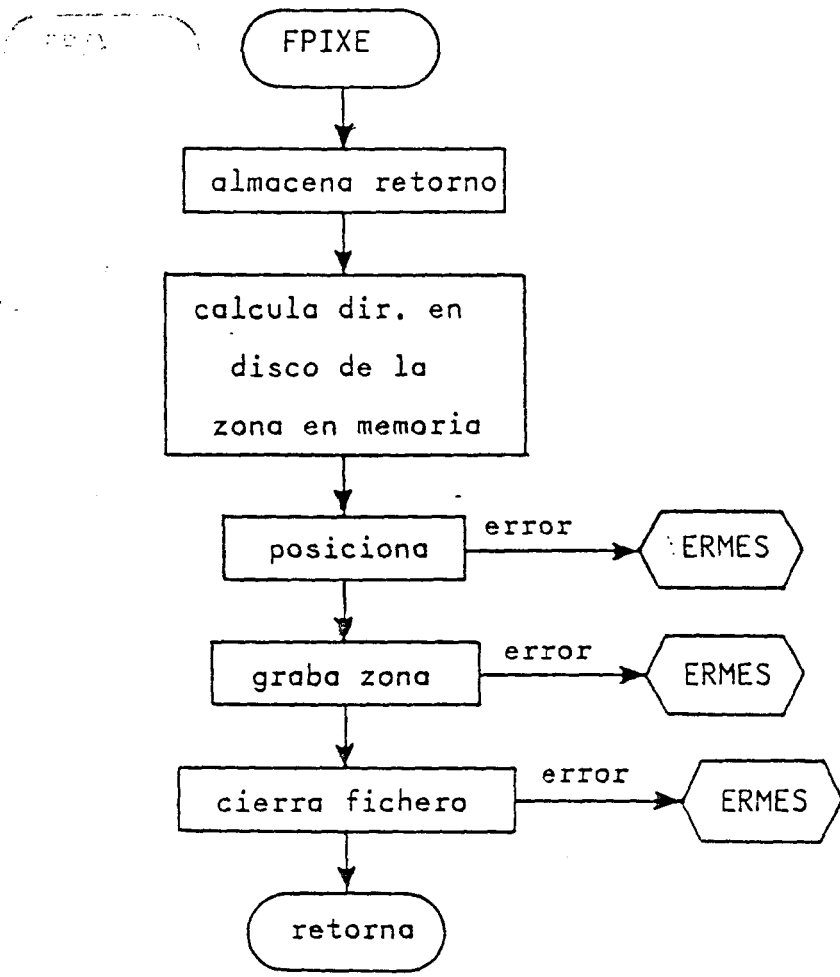 FPIXE
almacena retorno
calcula dir. en
disco de la
zona en memoria
posiciona
error
ERMES
graba zona
error
ERMES
cierra fichero
error
ERMES
retorna